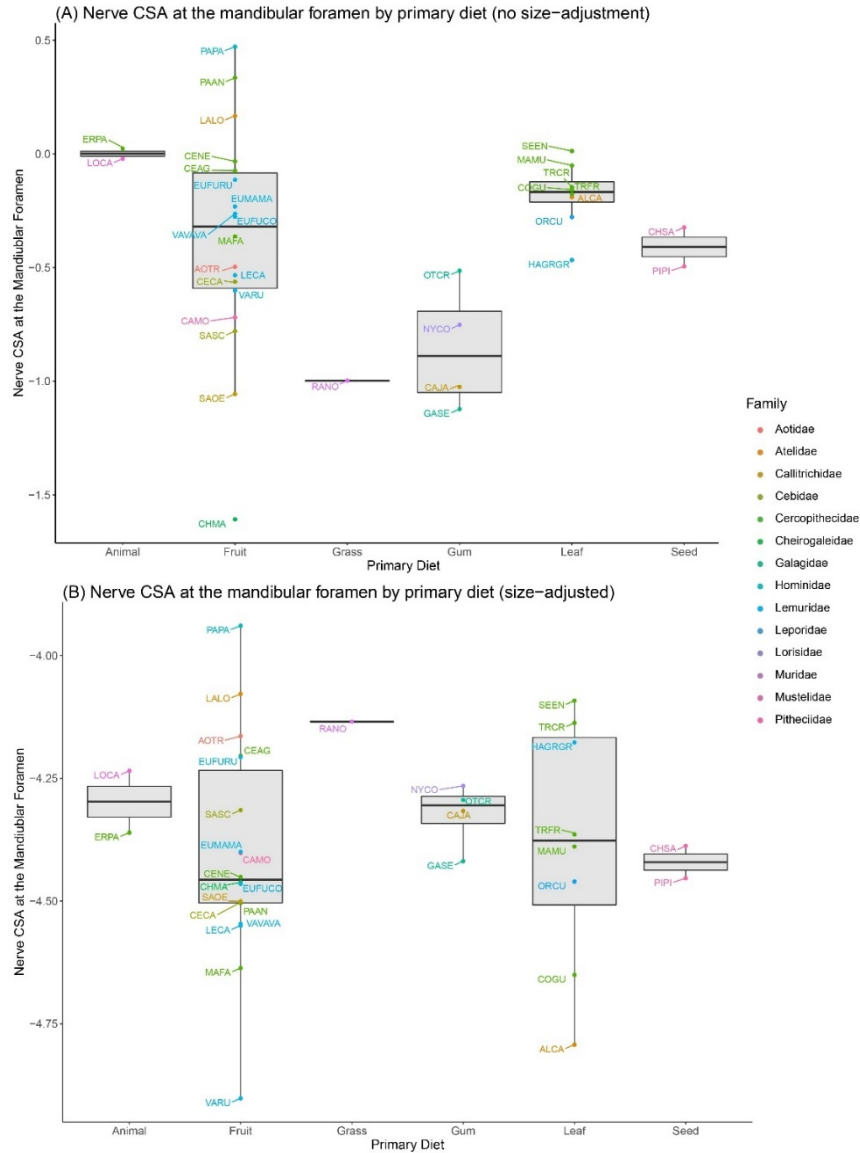 (A) Nerve CSA at the mandibular foramen by primary diet (no size−adjustment)
Nerve CSA at the Mandiublar Foramen
0.5
0.0
−0.5
−1.0
−1.5
ERPA
LOCA
PAPA
PAAN
LALO
CENE
CEAG
EUFURU
EUMAMA
VAVAVA
EUFUCO
MAFA
AOTR
LECA
CECA
VARU
CAMO
SASC
SAOE
CHMA
RANO
OTCR
NYCO
CAJA
GASE
SEEN
MAMU
TRCR
COGU
TRFR
ALCA
ORCU
HAGRGR
CHSA
PIPI
Animal Fruit Grass Gum Leaf Seed
Primary Diet
Family
Aotidae
Atelidae
Callitrichidae
Cebidae
Cercopithecidae
Cheirogaleidae
Galagidae
Hominidae
Lemuridae
Leporidae
Lorisidae
Muridae
Mustelidae
Pitheciidae
(B) Nerve CSA at the mandibular foramen by primary diet (size−adjusted)
Nerve CSA at the Mandiublar Foramen
−4.00
−4.25
−4.50
−4.75
LOCA
ERPA
PAPA
LALO
AOTR
CEAG
EUFURU
SASC
EUMAMA
CAMO
CENE
CHMA
EUFUCO
SAOE
CECA
PAAN
LECA
VAVAVA
MAFA
VARU
RANO
NYCO
OTCR
CAJA
GASE
SEEN
TRCR
HAGRGR
TRFR
MAMU
ORCU
COGU
ALCA
CHSA
PIPI
Animal Fruit Grass Gum Leaf Seed
Primary Diet